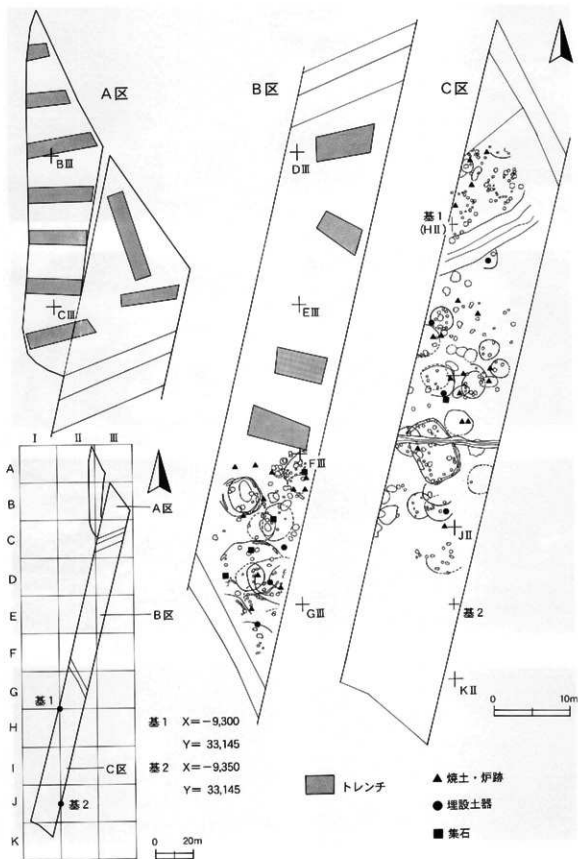 A区
BⅢ
CⅢ
B区
DⅢ
EⅢ
FⅢ
GⅢ
C区
基1
(HⅡ)
JⅡ
基2
KⅡ
0 10m
Ⅰ Ⅱ Ⅲ
A
B
C
D
E
F
G
H
I
J
K
A区
B区
C区
基1
基2
0 20m
基1 X=-9,300
Y= 33,145
基2 X=-9,350
Y= 33,145
トレンチ
▲ 焼土・炉跡
● 埋設土器
■ 集石